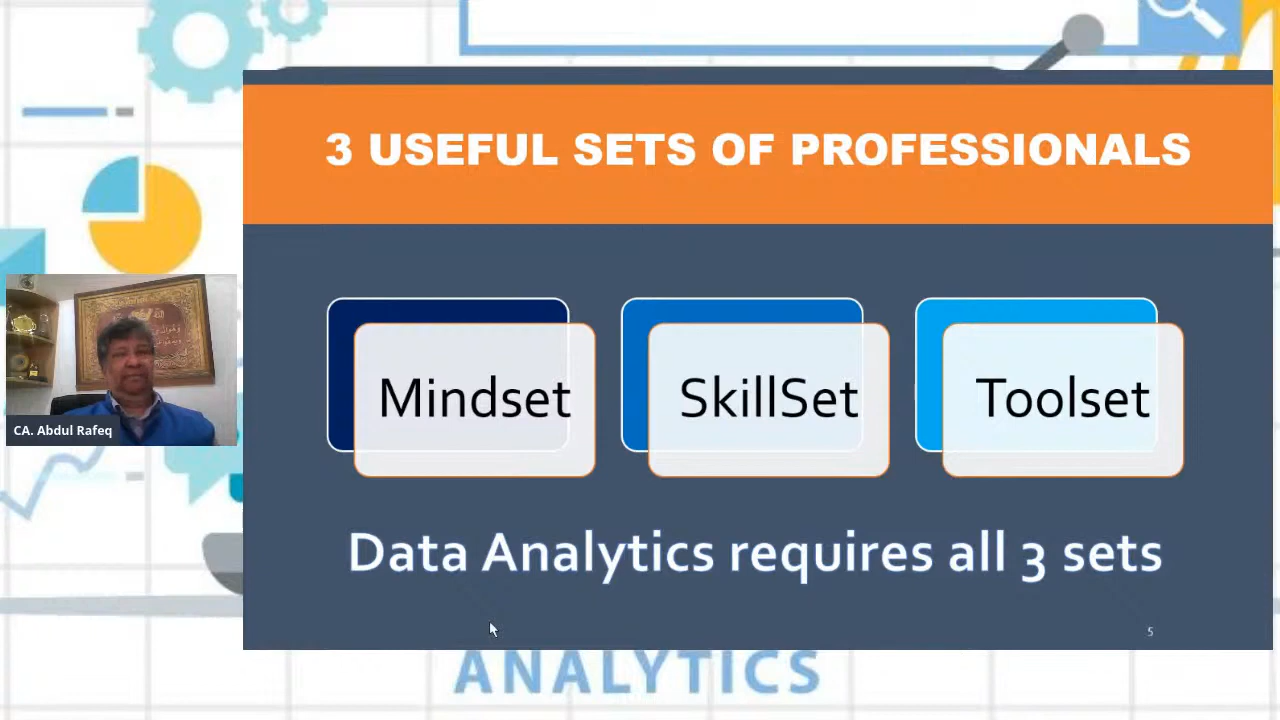 3 USEFUL SETS OF PROFESSIONALS
Mindset
SkillSet
Toolset
CA. Abdul Rafeq
Data Analytics requires all 3 sets
5
ANALYTICS